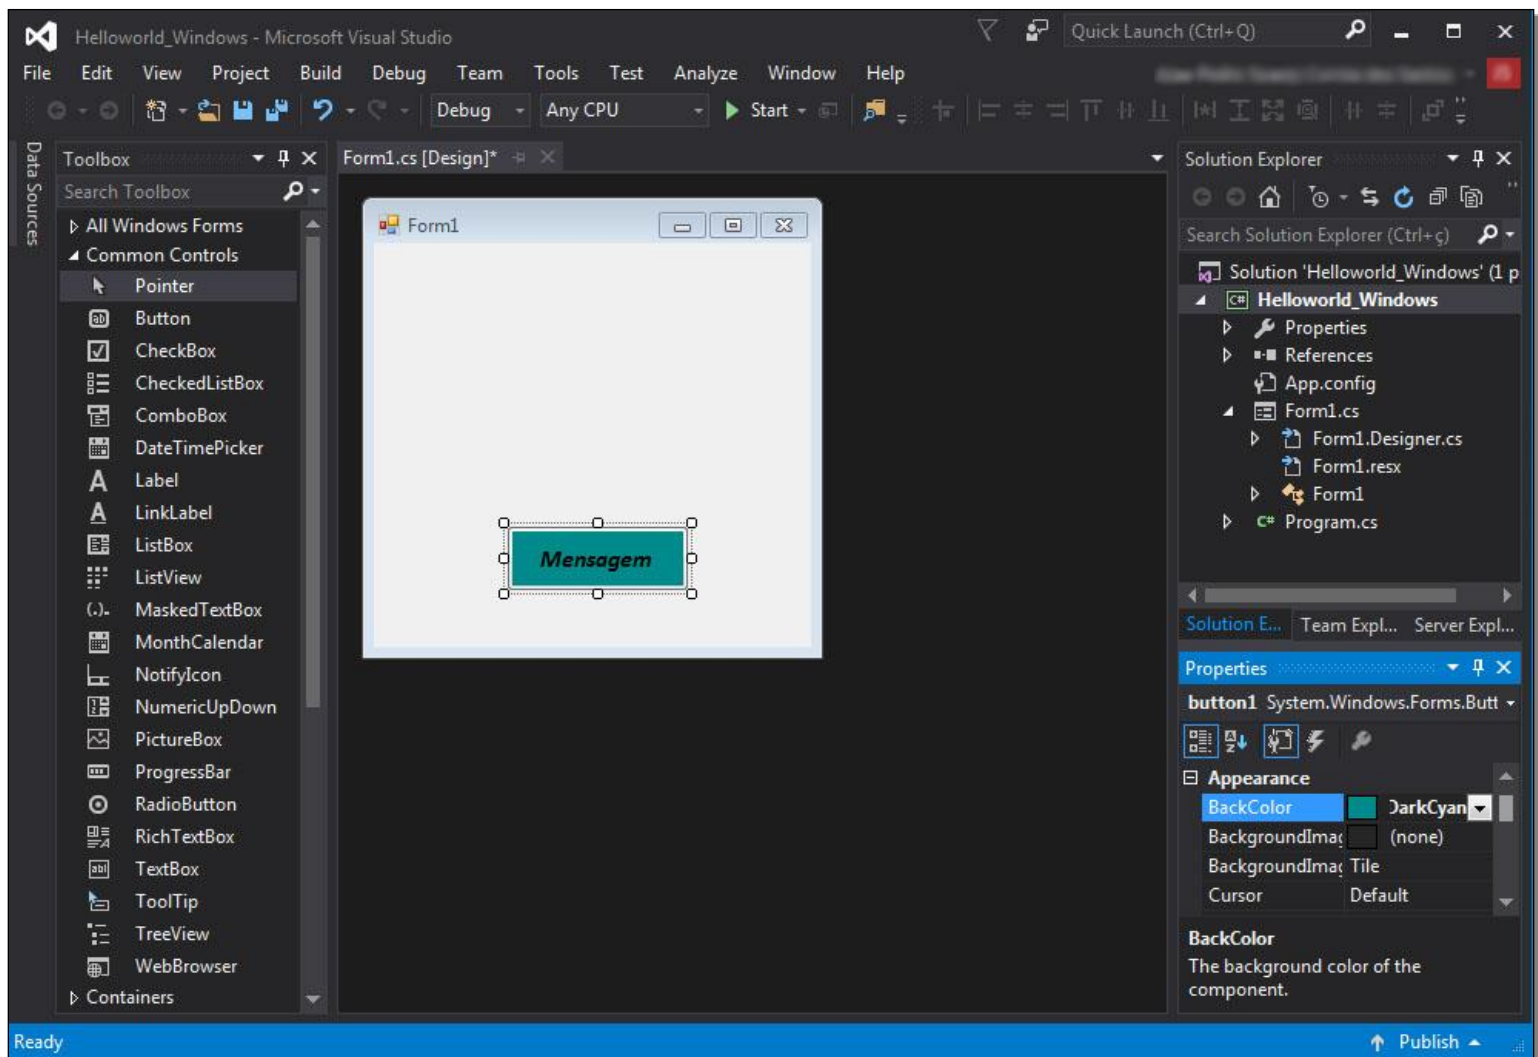 Helloworld_Windows - Microsoft Visual Studio
Quick Launch (Ctrl+Q)
File Edit View Project Build Debug Team Tools Test Analyze Window Help
Debug Any CPU Start
Data Sources
Toolbox
Search Toolbox
All Windows Forms
Common Controls
Pointer
Button
CheckBox
CheckedListBox
ComboBox
DateTimePicker
Label
LinkLabel
ListBox
ListView
MaskedTextBox
MonthCalendar
NotifyIcon
NumericUpDown
PictureBox
ProgressBar
RadioButton
RichTextBox
TextBox
ToolTip
TreeView
WebBrowser
Containers
Form1.cs [Design]*
Form1
Mensagem
Solution Explorer
Search Solution Explorer (Ctrl+ç)
Solution 'Helloworld_Windows' (1 p
Helloworld_Windows
Properties
References
App.config
Form1.cs
Form1.Designer.cs
Form1.resx
Form1
Program.cs
Solution E... Team Expl... Server Expl...
Properties
button1 System.Windows.Forms.Butt
Appearance
BackColor DarkCyan
BackgroundImag (none)
BackgroundImag Tile
Cursor Default
BackColor
The background color of the
component.
Ready
Publish